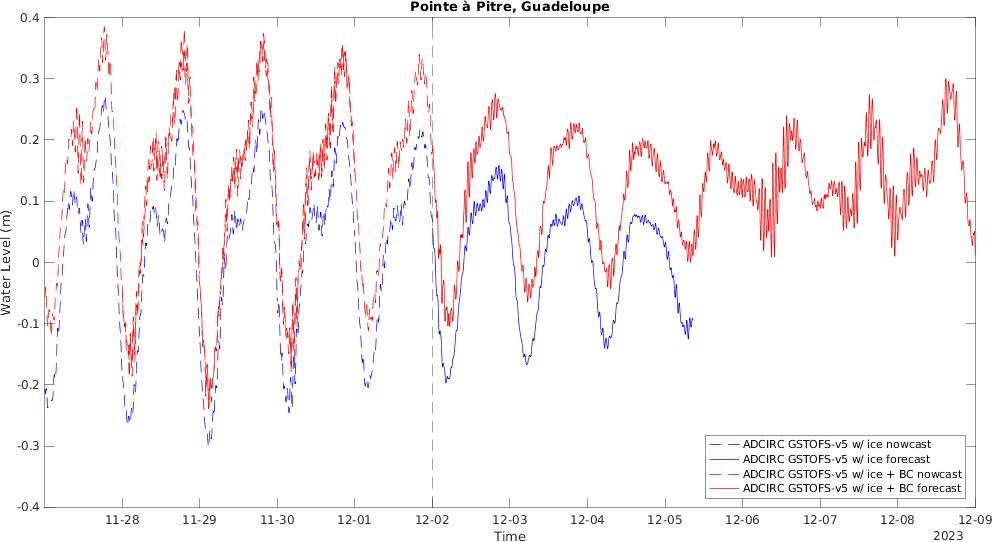 Pointe à Pitre, Guadeloupe
0.4
0.3
0.2
0.1
0
-0.1
-0.2
-0.3
-0.4
Water Level (m)
ADCIRC GSTOFS-v5 w/ ice nowcast
ADCIRC GSTOFS-v5 w/ ice forecast
ADCIRC GSTOFS-v5 w/ ice + BC nowcast
ADCIRC GSTOFS-v5 w/ ice + BC forecast
11-28 11-29 11-30 12-01 12-02 12-03 12-04 12-05 12-06 12-07 12-08 12-09
Time
2023